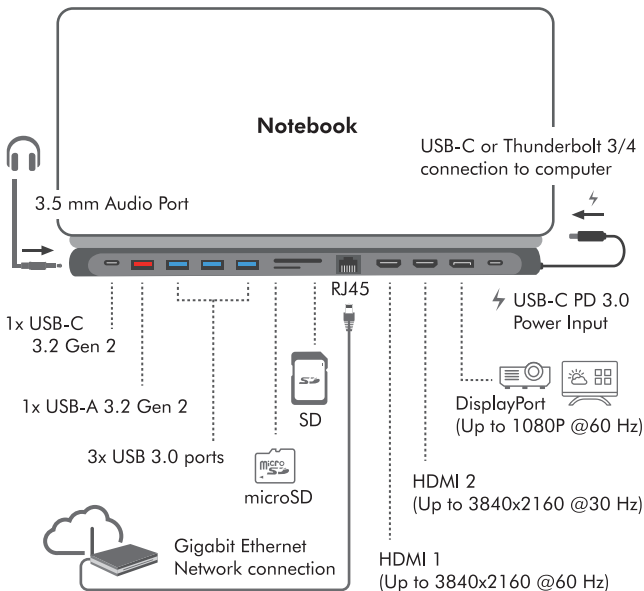 Notebook
USB-C or Thunderbolt 3/4
connection to computer
3.5 mm Audio Port
RJ45
USB-C PD 3.0
Power Input
1x USB-C
3.2 Gen 2
1x USB-A 3.2 Gen 2
3x USB 3.0 ports
SD
SD
micro
SD
microSD
DisplayPort
(Up to 1080P @60 Hz)
HDMI 2
(Up to 3840x2160 @30 Hz)
HDMI 1
(Up to 3840x2160 @60 Hz)
Gigabit Ethernet
Network connection